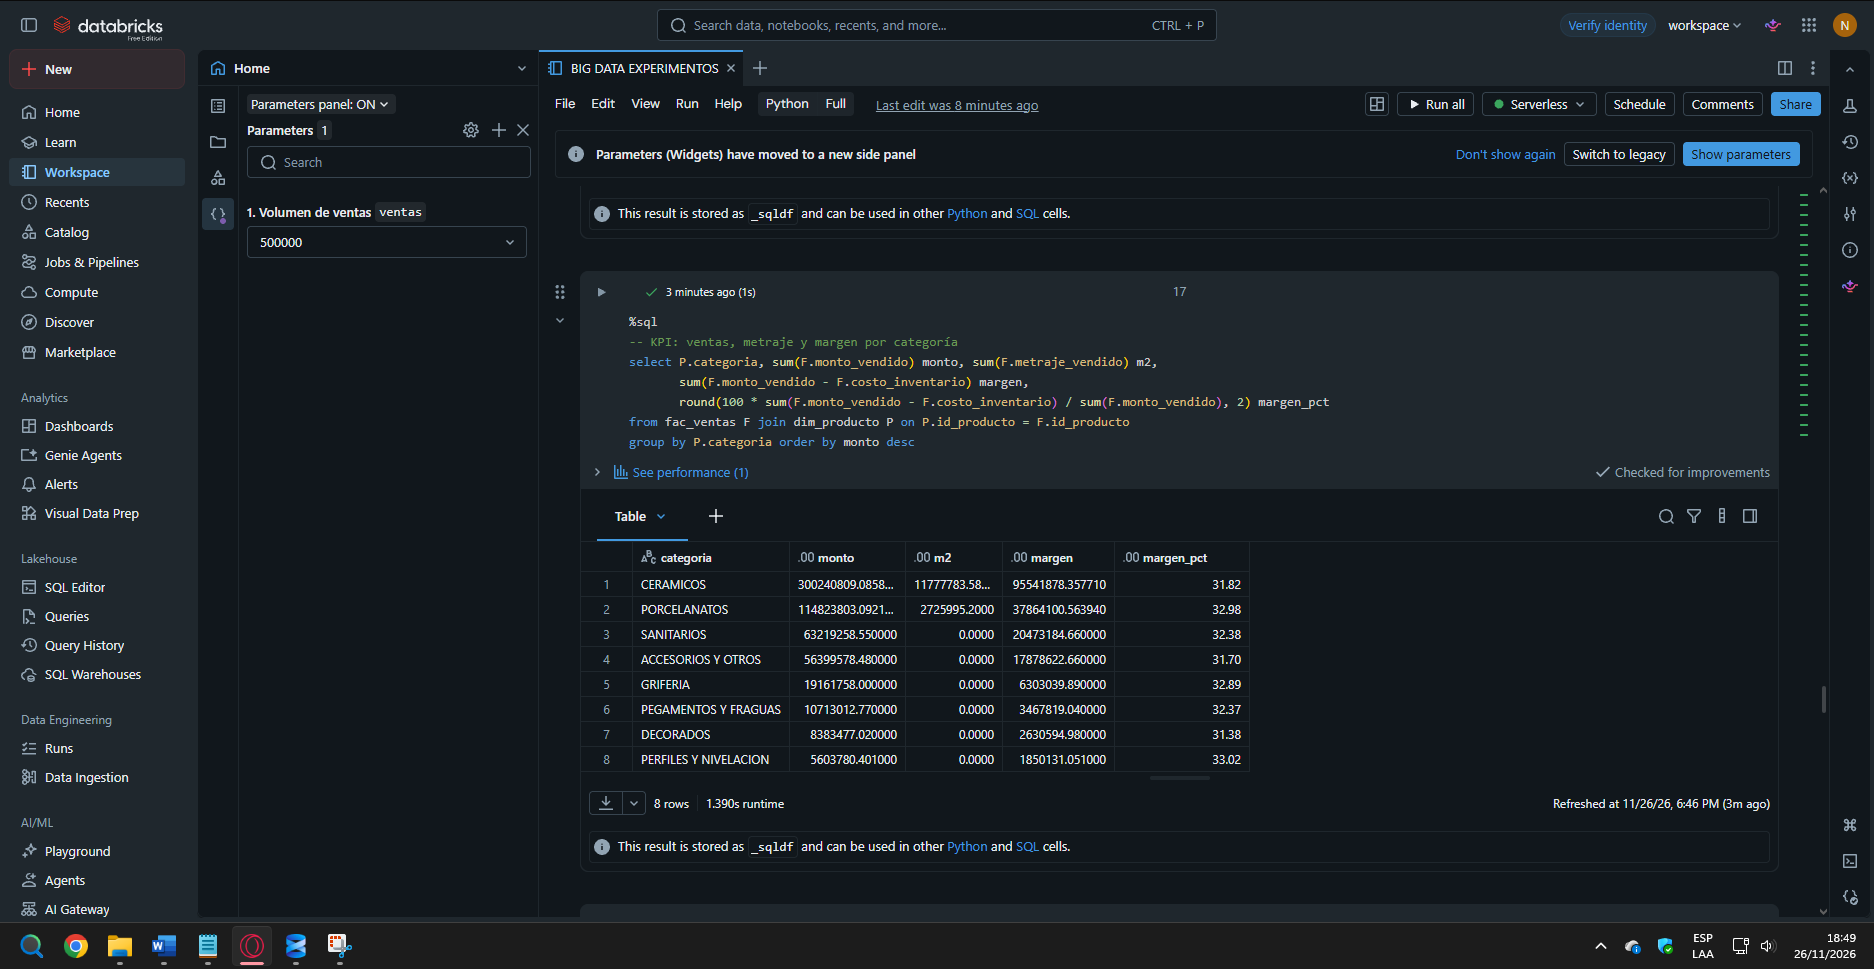 databricks
Free Edition
Search data, notebooks, recents, and more...
CTRL + P
Verify identity
workspace
N
New
Home
Learn
Workspace
Recents
Catalog
Jobs & Pipelines
Compute
Discover
Marketplace
Analytics
Dashboards
Genie Agents
Alerts
Visual Data Prep
Lakehouse
SQL Editor
Queries
Query History
SQL Warehouses
Data Engineering
Runs
Data Ingestion
AI/ML
Playground
Agents
AI Gateway
Home
Parameters panel: ON
Parameters 1
Search
1. Volumen de ventas ventas
500000
BIG DATA EXPERIMENTOS
File Edit View Run Help Python Full Last edit was 8 minutes ago
Run all Serverless Schedule Comments Share
Parameters (Widgets) have moved to a new side panel
Don't show again Switch to legacy Show parameters
This result is stored as _sqldf and can be used in other Python and SQL cells.
3 minutes ago (1s)
17
%sql
-- KPI: ventas, metraje y margen por categoría
select P.categoria, sum(F.monto_vendido) monto, sum(F.metraje_vendido) m2,
sum(F.monto_vendido - F.costo_inventario) margen,
round(100 * sum(F.monto_vendido - F.costo_inventario) / sum(F.monto_vendido), 2) margen_pct
from fac_ventas F join dim_producto P on P.id_producto = F.id_producto
group by P.categoria order by monto desc
See performance (1)
Checked for improvements
Table
categoria .00 monto .00 m2 .00 margen .00 margen_pct
1 CERAMICOS 300240809.0858... 11777783.58... 95541878.357710 31.82
2 PORCELANATOS 114823803.0921... 2725995.2000 37864100.563940 32.98
3 SANITARIOS 63219258.550000 0.0000 20473184.660000 32.38
4 ACCESORIOS Y OTROS 56399578.480000 0.0000 17878622.660000 31.70
5 GRIFERIA 19161758.000000 0.0000 6303039.890000 32.89
6 PEGAMENTOS Y FRAGUAS 10713012.770000 0.0000 3467819.040000 32.37
7 DECORADOS 8383477.020000 0.0000 2630594.980000 31.38
8 PERFILES Y NIVELACION 5603780.401000 0.0000 1850131.051000 33.02
8 rows 1.390s runtime
Refreshed at 11/26/26, 6:46 PM (3m ago)
This result is stored as _sqldf and can be used in other Python and SQL cells.
ESP
LAA
18:49
26/11/2026